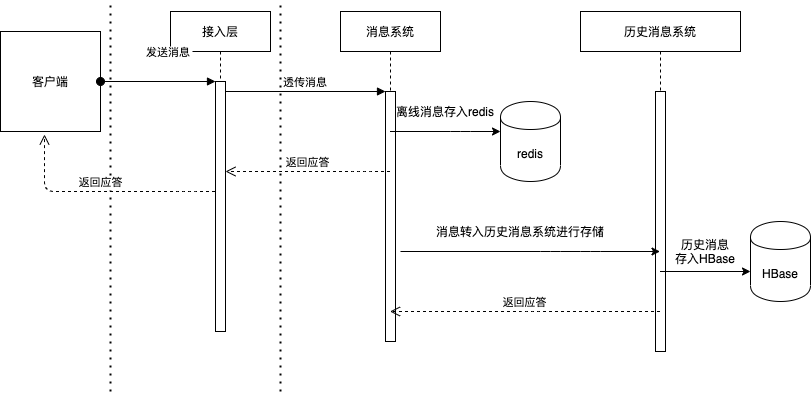 接入层
消息系统
历史消息系统
发送消息
客户端
透传消息
离线消息存入redis
redis
返回应答
返回应答
消息转入历史消息系统进行存储
历史消息
存入HBase
HBase
返回应答